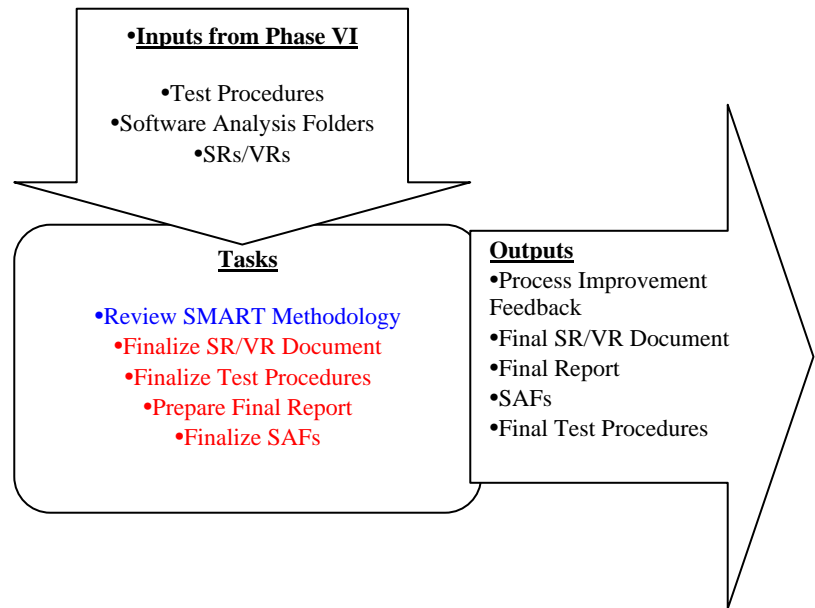 •Inputs from Phase VI
•Test Procedures
•Software Analysis Folders
•SRs/VRs
Tasks
•Review SMART Methodology
•Finalize SR/VR Document
•Finalize Test Procedures
•Prepare Final Report
•Finalize SAFs
Outputs
•Process Improvement
Feedback
•Final SR/VR Document
•Final Report
•SAFs
•Final Test Procedures